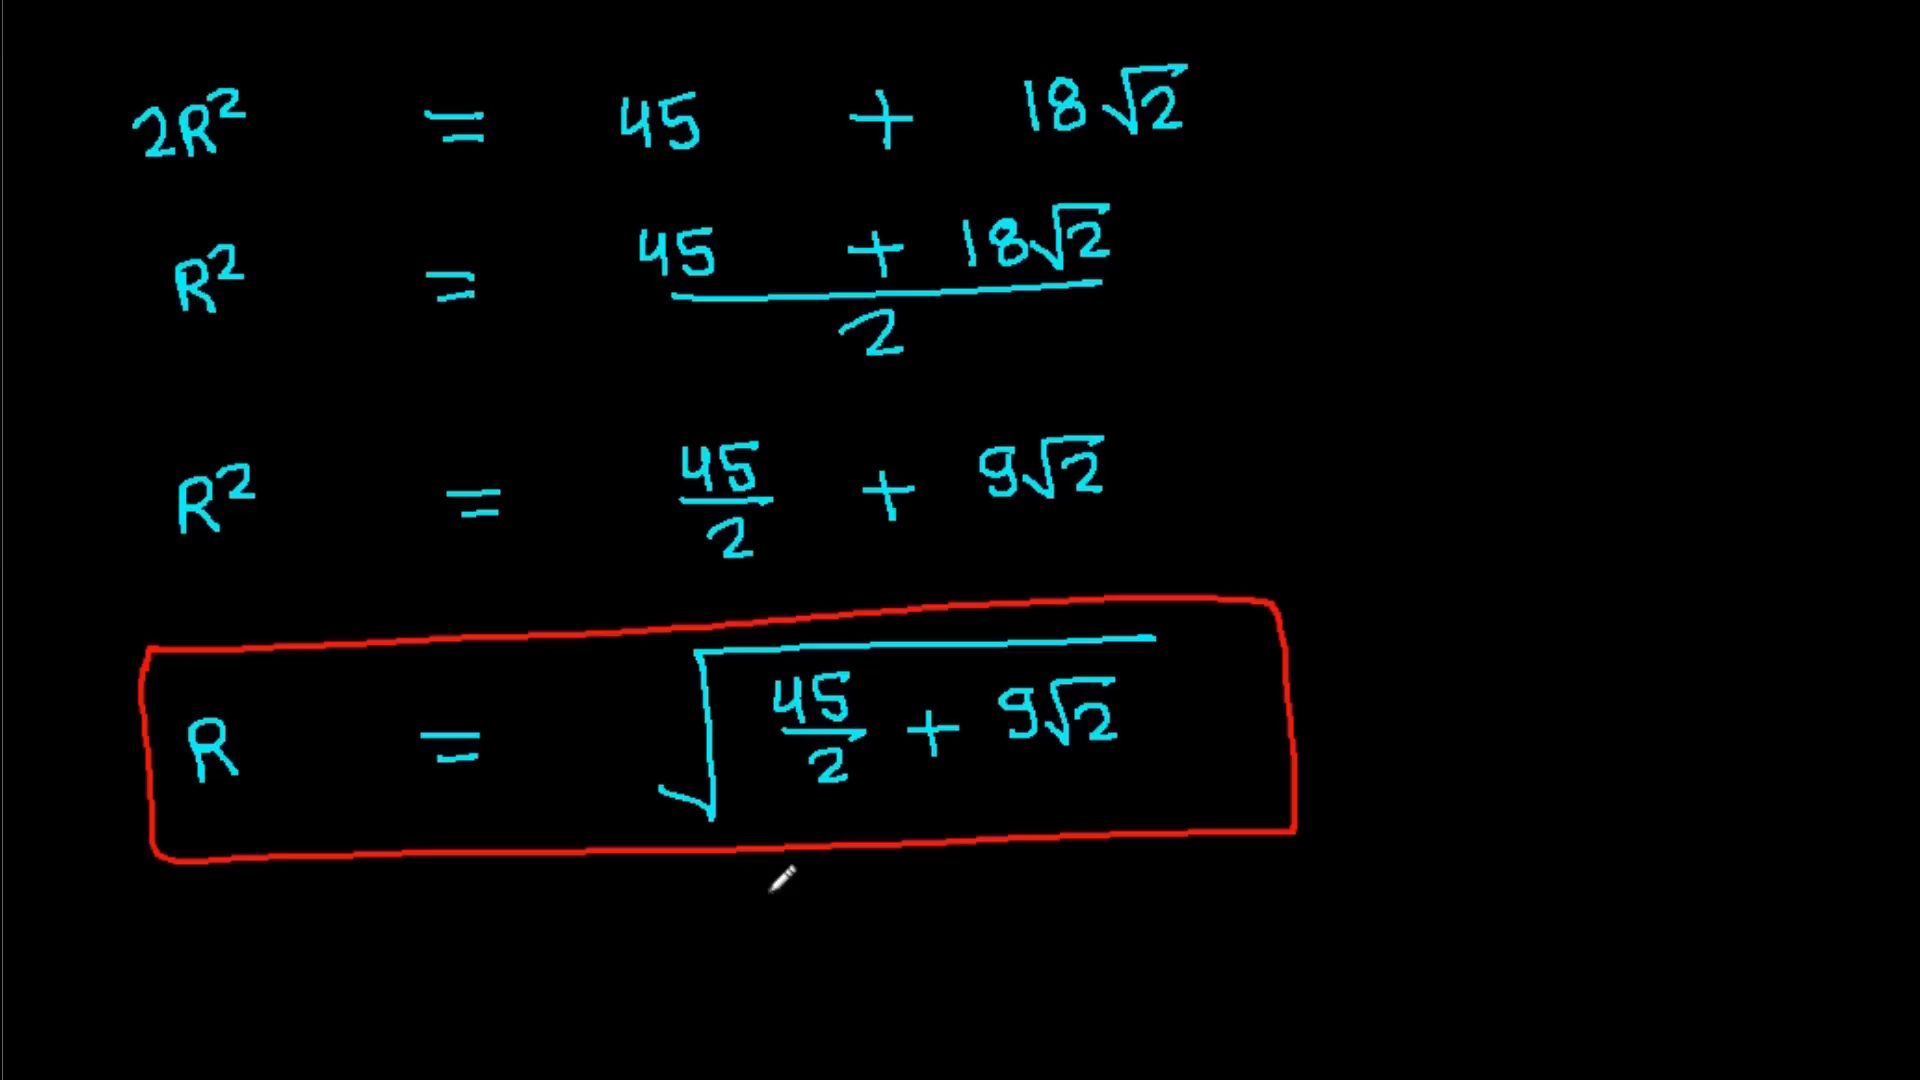 2R² = 45 + 18√2
R² = (45 + 18√2)/2
R² = 45/2 + 9√2
R = √(45/2 + 9√2)